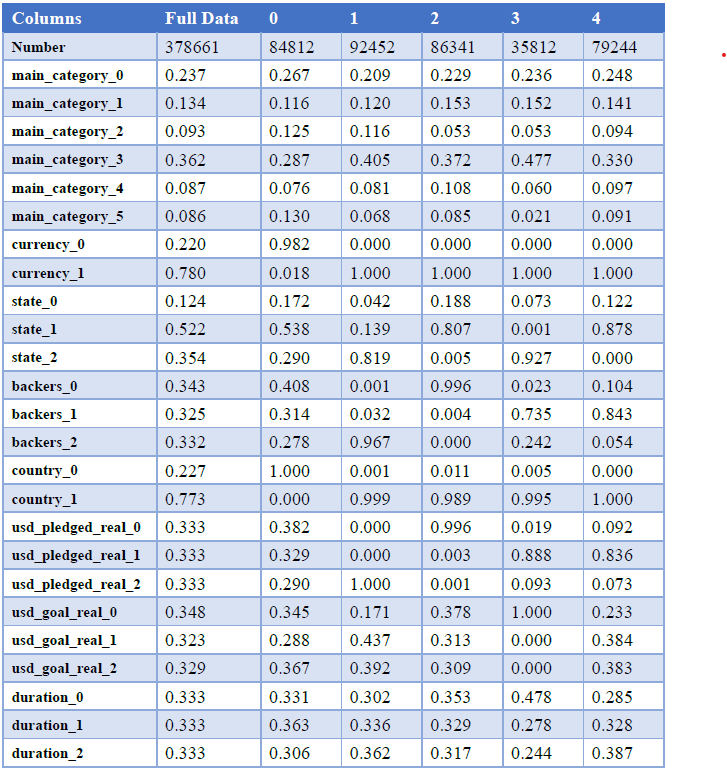 Columns Full Data 0 1 2 3 4
Number 378661 84812 92452 86341 35812 79244
main_category_0 0.237 0.267 0.209 0.229 0.236 0.248
main_category_1 0.134 0.116 0.120 0.153 0.152 0.141
main_category_2 0.093 0.125 0.116 0.053 0.053 0.094
main_category_3 0.362 0.287 0.405 0.372 0.477 0.330
main_category_4 0.087 0.076 0.081 0.108 0.060 0.097
main_category_5 0.086 0.130 0.068 0.085 0.021 0.091
currency_0 0.220 0.982 0.000 0.000 0.000 0.000
currency_1 0.780 0.018 1.000 1.000 1.000 1.000
state_0 0.124 0.172 0.042 0.188 0.073 0.122
state_1 0.522 0.538 0.139 0.807 0.001 0.878
state_2 0.354 0.290 0.819 0.005 0.927 0.000
backers_0 0.343 0.408 0.001 0.996 0.023 0.104
backers_1 0.325 0.314 0.032 0.004 0.735 0.843
backers_2 0.332 0.278 0.967 0.000 0.242 0.054
country_0 0.227 1.000 0.001 0.011 0.005 0.000
country_1 0.773 0.000 0.999 0.989 0.995 1.000
usd_pledged_real_0 0.333 0.382 0.000 0.996 0.019 0.092
usd_pledged_real_1 0.333 0.329 0.000 0.003 0.888 0.836
usd_pledged_real_2 0.333 0.290 1.000 0.001 0.093 0.073
usd_goal_real_0 0.348 0.345 0.171 0.378 1.000 0.233
usd_goal_real_1 0.323 0.288 0.437 0.313 0.000 0.384
usd_goal_real_2 0.329 0.367 0.392 0.309 0.000 0.383
duration_0 0.333 0.331 0.302 0.353 0.478 0.285
duration_1 0.333 0.363 0.336 0.329 0.278 0.328
duration_2 0.333 0.306 0.362 0.317 0.244 0.387